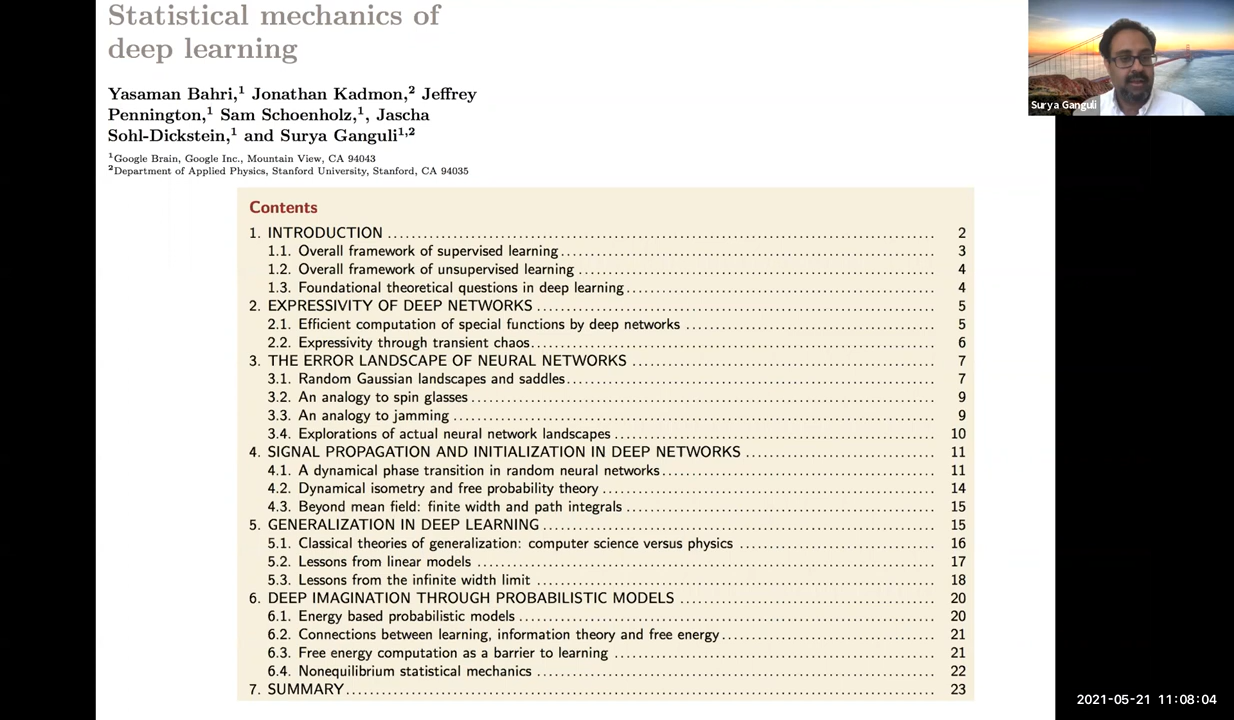 Statistical mechanics of
deep learning
Yasaman Bahri,¹ Jonathan Kadmon,² Jeffrey
Pennington,¹ Sam Schoenholz,¹, Jascha
Sohl-Dickstein,¹ and Surya Ganguli¹,²
¹Google Brain, Google Inc., Mountain View, CA 94043
²Department of Applied Physics, Stanford University, Stanford, CA 94035
Surya Ganguli
Contents
1. INTRODUCTION 2
1.1. Overall framework of supervised learning 3
1.2. Overall framework of unsupervised learning 4
1.3. Foundational theoretical questions in deep learning 4
2. EXPRESSIVITY OF DEEP NETWORKS 5
2.1. Efficient computation of special functions by deep networks 5
2.2. Expressivity through transient chaos 6
3. THE ERROR LANDSCAPE OF NEURAL NETWORKS 7
3.1. Random Gaussian landscapes and saddles 7
3.2. An analogy to spin glasses 9
3.3. An analogy to jamming 9
3.4. Explorations of actual neural network landscapes 10
4. SIGNAL PROPAGATION AND INITIALIZATION IN DEEP NETWORKS 11
4.1. A dynamical phase transition in random neural networks 11
4.2. Dynamical isometry and free probability theory 14
4.3. Beyond mean field: finite width and path integrals 15
5. GENERALIZATION IN DEEP LEARNING 15
5.1. Classical theories of generalization: computer science versus physics 16
5.2. Lessons from linear models 17
5.3. Lessons from the infinite width limit 18
6. DEEP IMAGINATION THROUGH PROBABILISTIC MODELS 20
6.1. Energy based probabilistic models 20
6.2. Connections between learning, information theory and free energy 21
6.3. Free energy computation as a barrier to learning 21
6.4. Nonequilibrium statistical mechanics 22
7. SUMMARY 23
2021-05-21 11:08:04